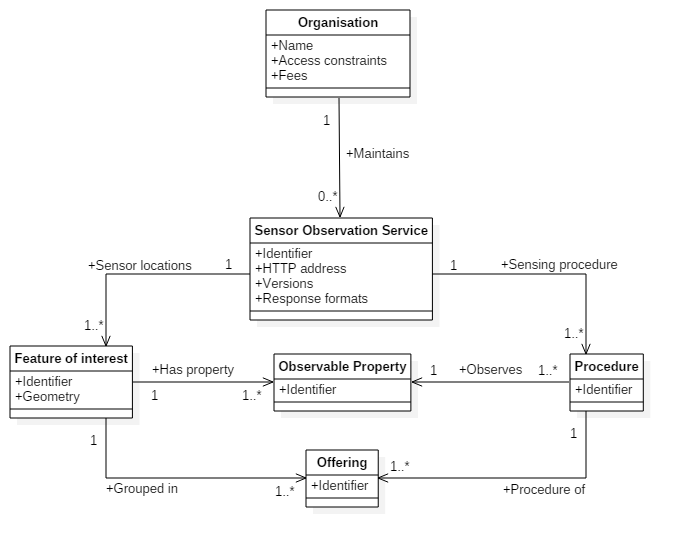 Organisation
+Name
+Access constraints
+Fees
1
+Maintains
0..*
Sensor Observation Service
+Identifier
+HTTP address
+Versions
+Response formats
+Sensor locations
1
1
+Sensing procedure
1..*
1..*
Feature of interest
+Identifier
+Geometry
+Has property
1
1..*
Observable Property
+Identifier
1
+Observes
1..*
Procedure
+Identifier
1
1
Offering
+Identifier
1..*
1..*
+Grouped in
+Procedure of